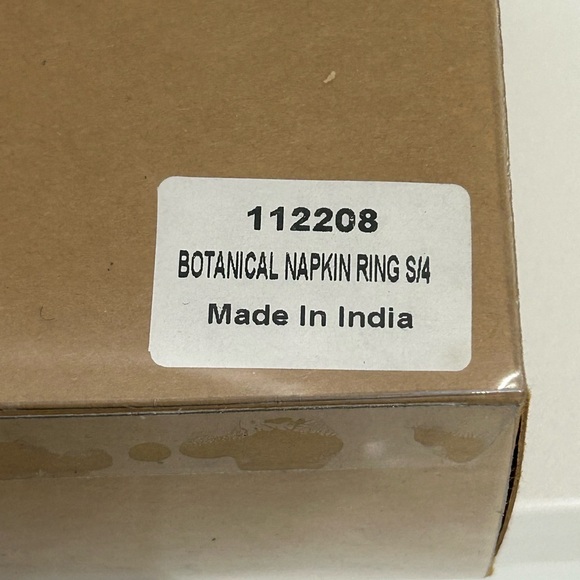 112208
BOTANICAL NAPKIN RING S/4
Made In India